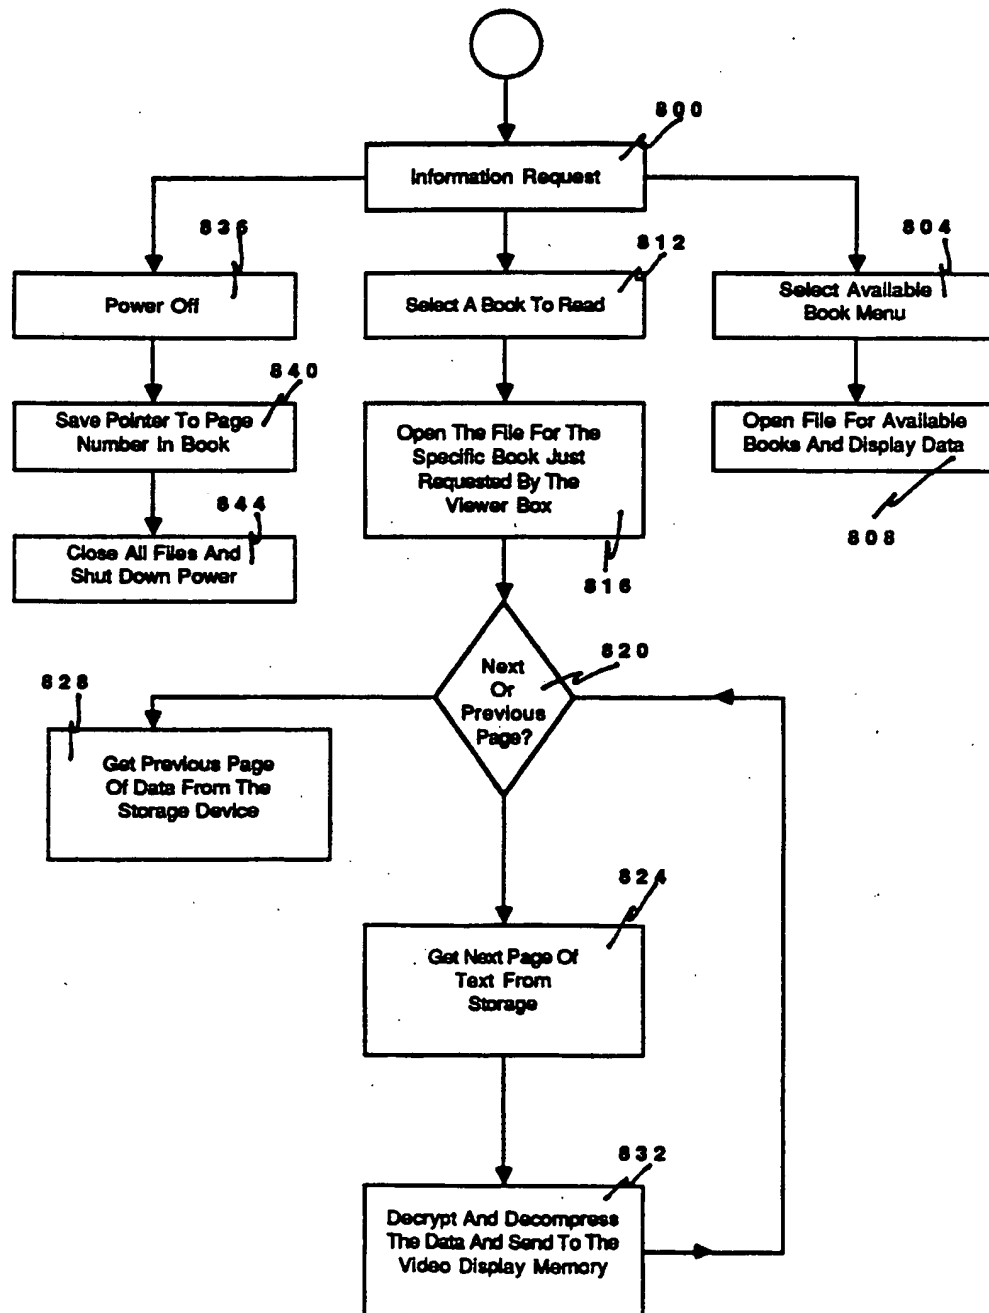 800
Information Request
836
812
804
Power Off
Select A Book To Read
Select Available
Book Menu
840
Save Pointer To Page
Number In Book
Open The File For The
Specific Book Just
Requested By The
Viewer Box
Open File For Available
Books And Display Data
844
808
Close All Files And
Shut Down Power
816
820
Next
Or
Previous
Page?
828
Get Previous Page
Of Data From The
Storage Device
824
Get Next Page Of
Text From
Storage
832
Decrypt And Decompress
The Data And Send To The
Video Display Memory